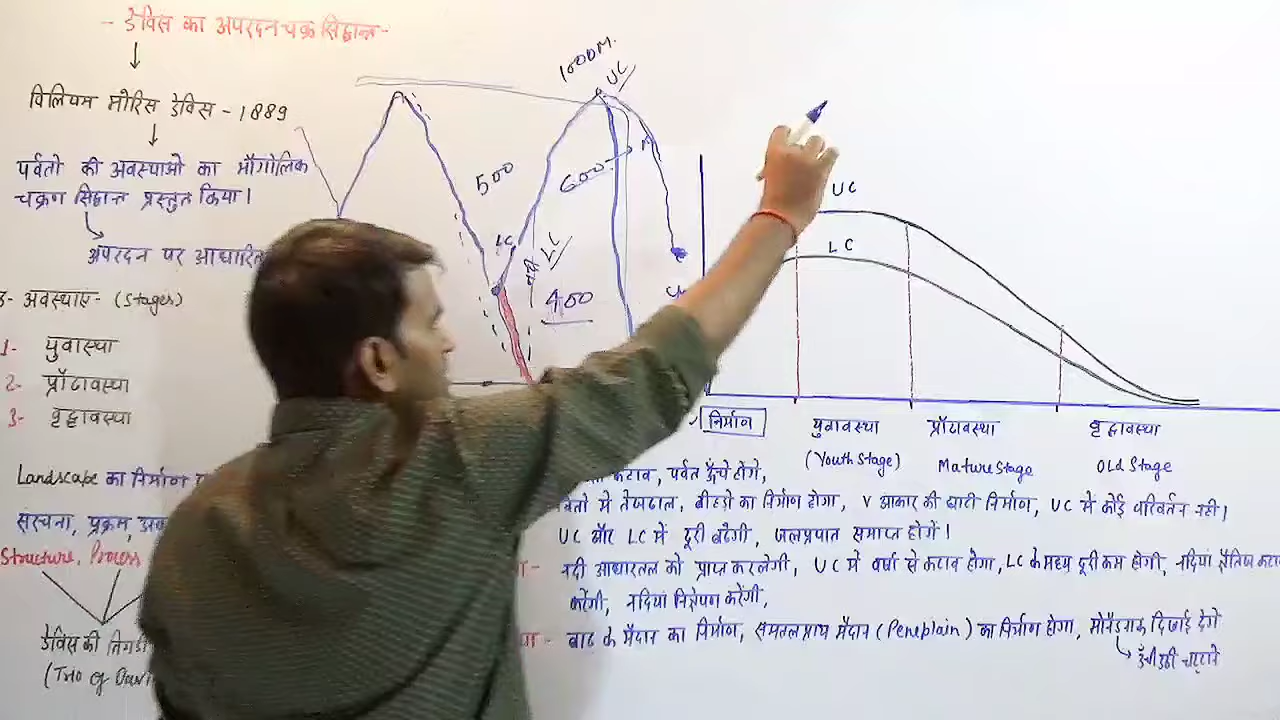 - डेविस का अपरदन चक्र सिद्धान्त -
विलियम मोरिस डेविस - 1889
पर्वतो की अवस्थाओ का भौगोलिक
चक्रण सिद्धान्त प्रस्तुत किया।
अपरदन पर आधारित
3- अवस्थाए - (Stages)
1- युवास्था
2- प्रौंढावस्था
3- वृद्धावस्था
Landscape का निर्माण
संरचना, प्रक्रम,
Structure, Process
डेविस की तिगडी
(Trio of Davi
1000M.
UC
500
600
LC
LC
नदी
400
UC
LC
निर्माण
युवावस्था
प्रौंढावस्था
वृद्धावस्था
(Youth Stage)
Mature Stage
Old Stage
कटाव, पर्वत ऊँचे होंगे,
में तेजढाल, बीहडो का निर्माण होगा, V आकार की घाटी निर्माण, UC में कोई परिवर्तन नही।
UC और LC में दूरी बढेगी, जलप्रपात समाप्त होगें।
नदी आधारतल को प्राप्त करलेगी, UC में वर्षा से कटाव होगा, LC के मध्य दूरी कम होगी, नदियां क्षैतिज
करेंगी, नदियां निक्षेपण करेंगी,
बाढ के मैदान का निर्माण, समतलप्राय मैदान (Peneplain) का निर्माण होगा, मोनैडनाक दिखाई देगे
ऊँची उठी चट्टाने